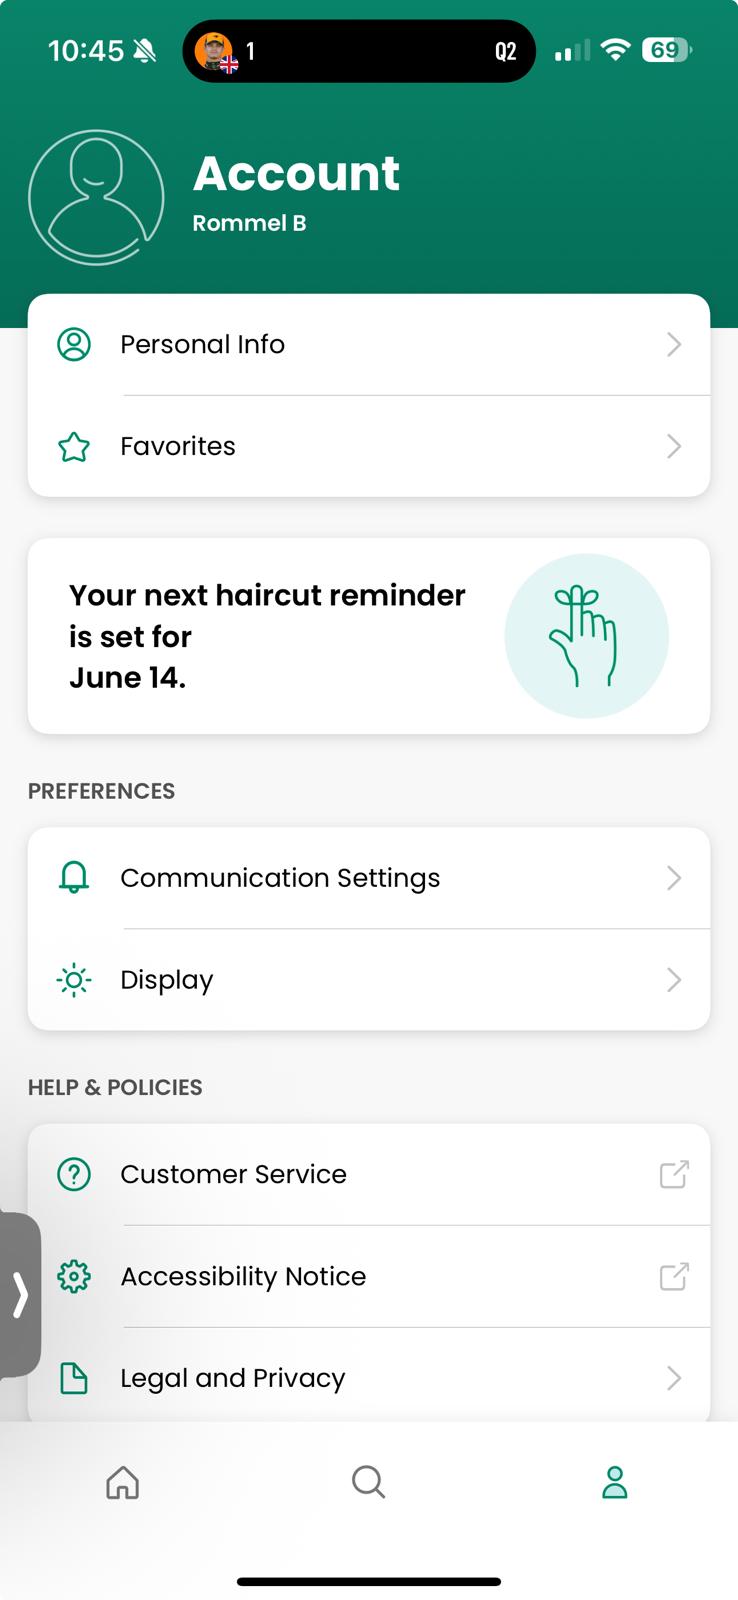 10:45
1
Q2
69
Account
Rommel B
Personal Info
Favorites
Your next haircut reminder
is set for
June 14.
PREFERENCES
Communication Settings
Display
HELP & POLICIES
Customer Service
Accessibility Notice
Legal and Privacy